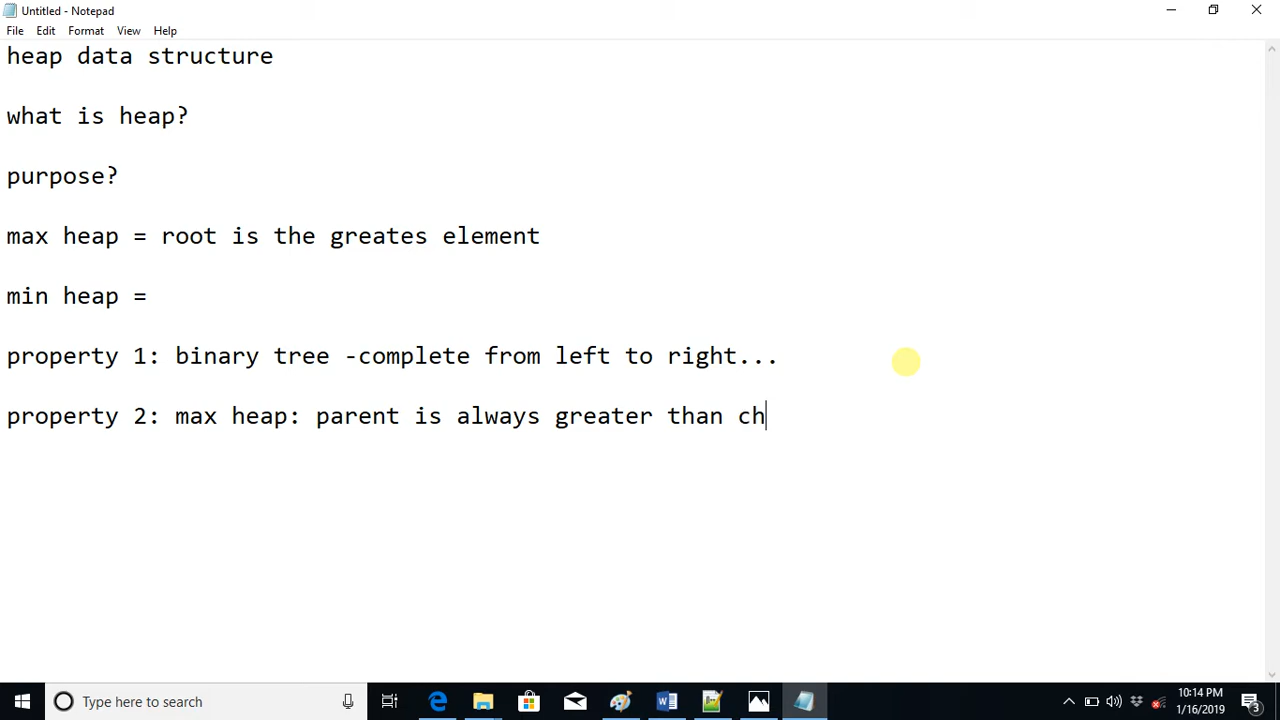 Untitled - Notepad
File Edit Format View Help
heap data structure
what is heap?
purpose?
max heap = root is the greates element
min heap =
property 1: binary tree -complete from left to right...
property 2: max heap: parent is always greater than ch
Type here to search
10:14 PM
1/16/2019
3